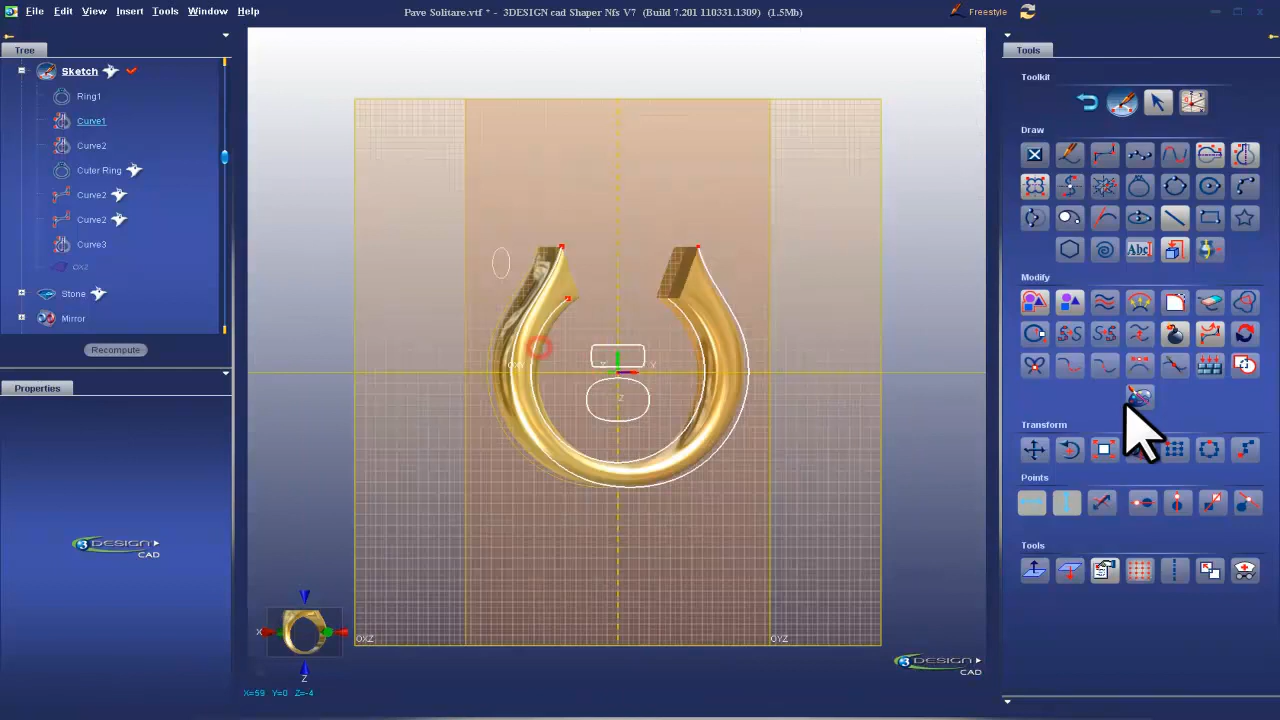 File Edit View Insert Tools Window Help
Pave Solitare.vtf * - 3DESIGN cad Shaper Nfs V7 (Build 7.201 110331.1309) (1.5Mb)
Freestyle
Tree
Sketch
Ring1
Curve1
Curve2
Outer Ring
Curve2
Curve2
Curve3
OXZ
Stone
Mirror
Recompute
Properties
3DESIGN
CAD
OXY
X
Y
Z
OXZ
OYZ
X
Z
X=59 Y=0 Z=-4
3DESIGN
CAD
Tools
Toolkit
Draw
Abc
Modify
Transform
Points
Tools